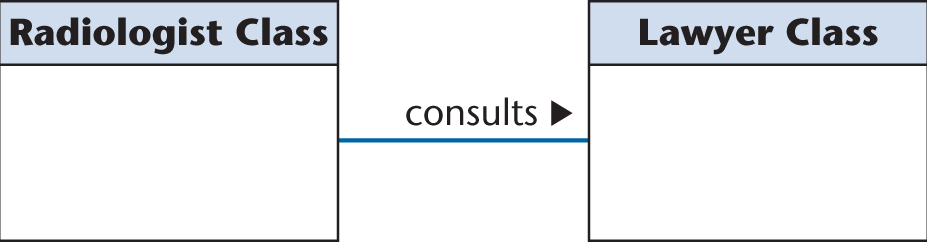 Radiologist Class
Lawyer Class
consults ▶